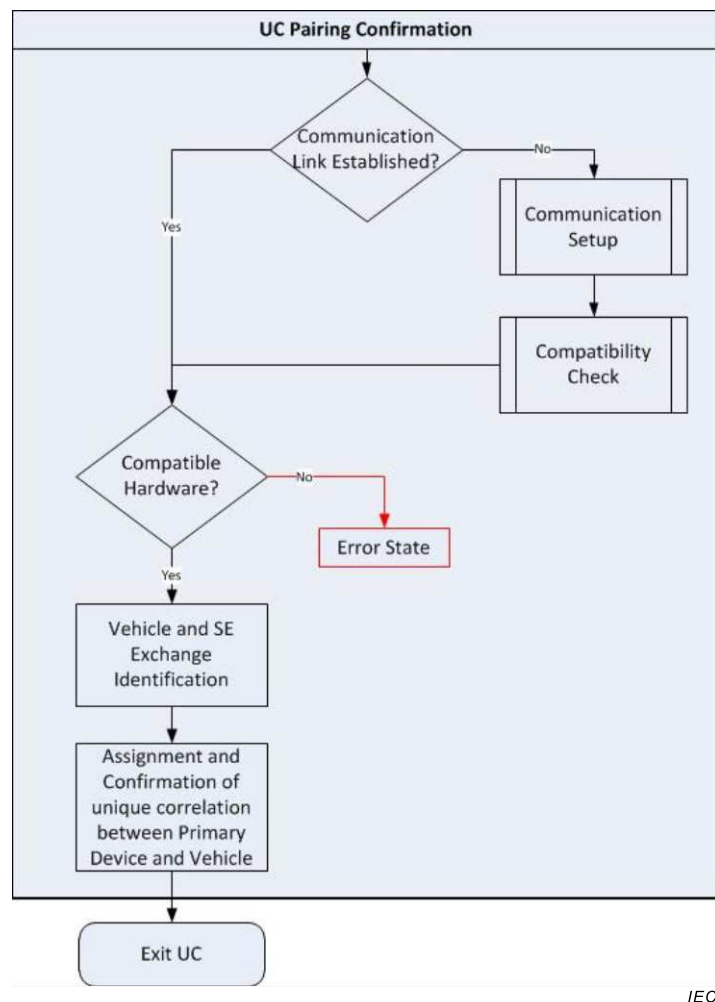 UC Pairing Confirmation
Communication
Link Established?
No
Yes
Communication
Setup
Compatibility
Check
Compatible
Hardware?
No
Error State
Yes
Vehicle and SE
Exchange
Identification
Assignment and
Confirmation of
unique correlation
between Primary
Device and Vehicle
Exit UC
IEC